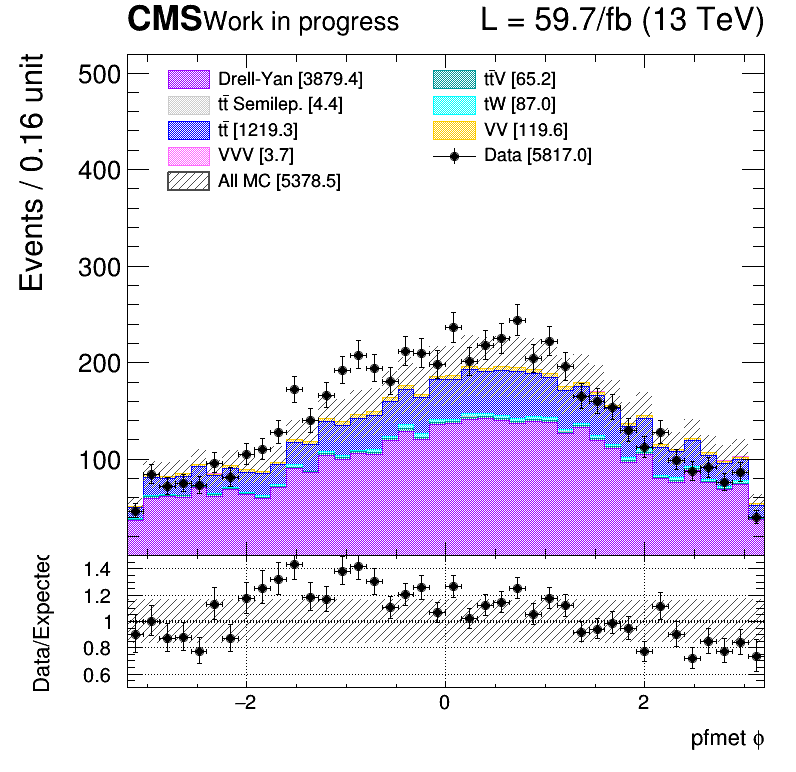 CMS Work in progress L = 59.7/fb (13 TeV)
Events / 0.16 unit
500
400
300
200
100
Drell-Yan [3879.4]
tt̄ Semilep. [4.4]
tt̄ [1219.3]
VVV [3.7]
All MC [5378.5]
tt̄V [65.2]
tW [87.0]
VV [119.6]
Data [5817.0]
Data/Expected
1.4
1.2
1
0.8
0.6
−2 0 2
pfmet ϕ